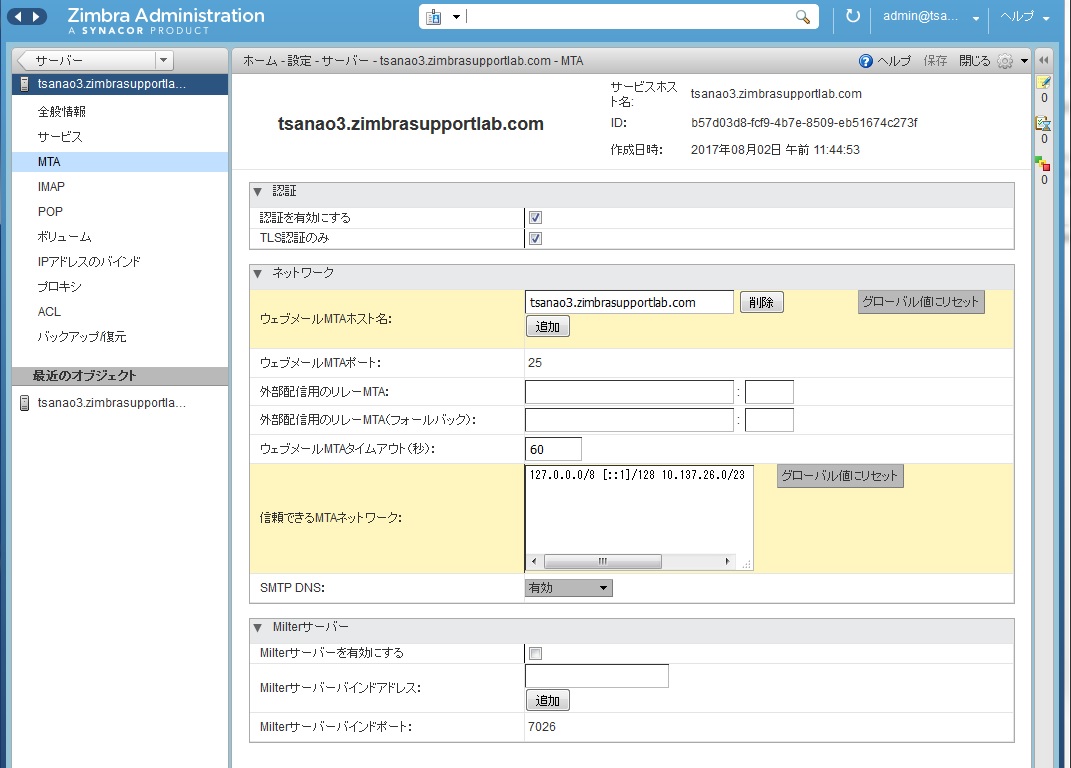 Zimbra Administration
A SYNACOR PRODUCT
admin@tsa...
ヘルプ
サーバー
ホーム - 設定 - サーバー - tsanao3.zimbrasupportlab.com - MTA
ヘルプ
保存
閉じる
tsanao3.zimbrasupportla...
全般情報
サービス
MTA
IMAP
POP
ボリューム
IPアドレスのバインド
プロキシ
ACL
バックアップ/復元
最近のオブジェクト
tsanao3.zimbrasupportla...
tsanao3.zimbrasupportlab.com
サービスホスト名: tsanao3.zimbrasupportlab.com
ID: b57d03d8-fcf9-4b7e-8509-eb51674c273f
作成日時: 2017年08月02日 午前 11:44:53
認証
認証を有効にする
TLS認証のみ
ネットワーク
ウェブメールMTAホスト名: tsanao3.zimbrasupportlab.com 削除 グローバル値にリセット
追加
ウェブメールMTAポート: 25
外部配信用のリレーMTA: :
外部配信用のリレーMTA(フォールバック): :
ウェブメールMTAタイムアウト(秒): 60
信頼できるMTAネットワーク: 127.0.0.0/8 [::1]/128 10.137.26.0/23 グローバル値にリセット
SMTP DNS: 有効
Milterサーバー
Milterサーバーを有効にする
Milterサーバーバインドアドレス:
追加
Milterサーバーバインドポート: 7026
0
0
0